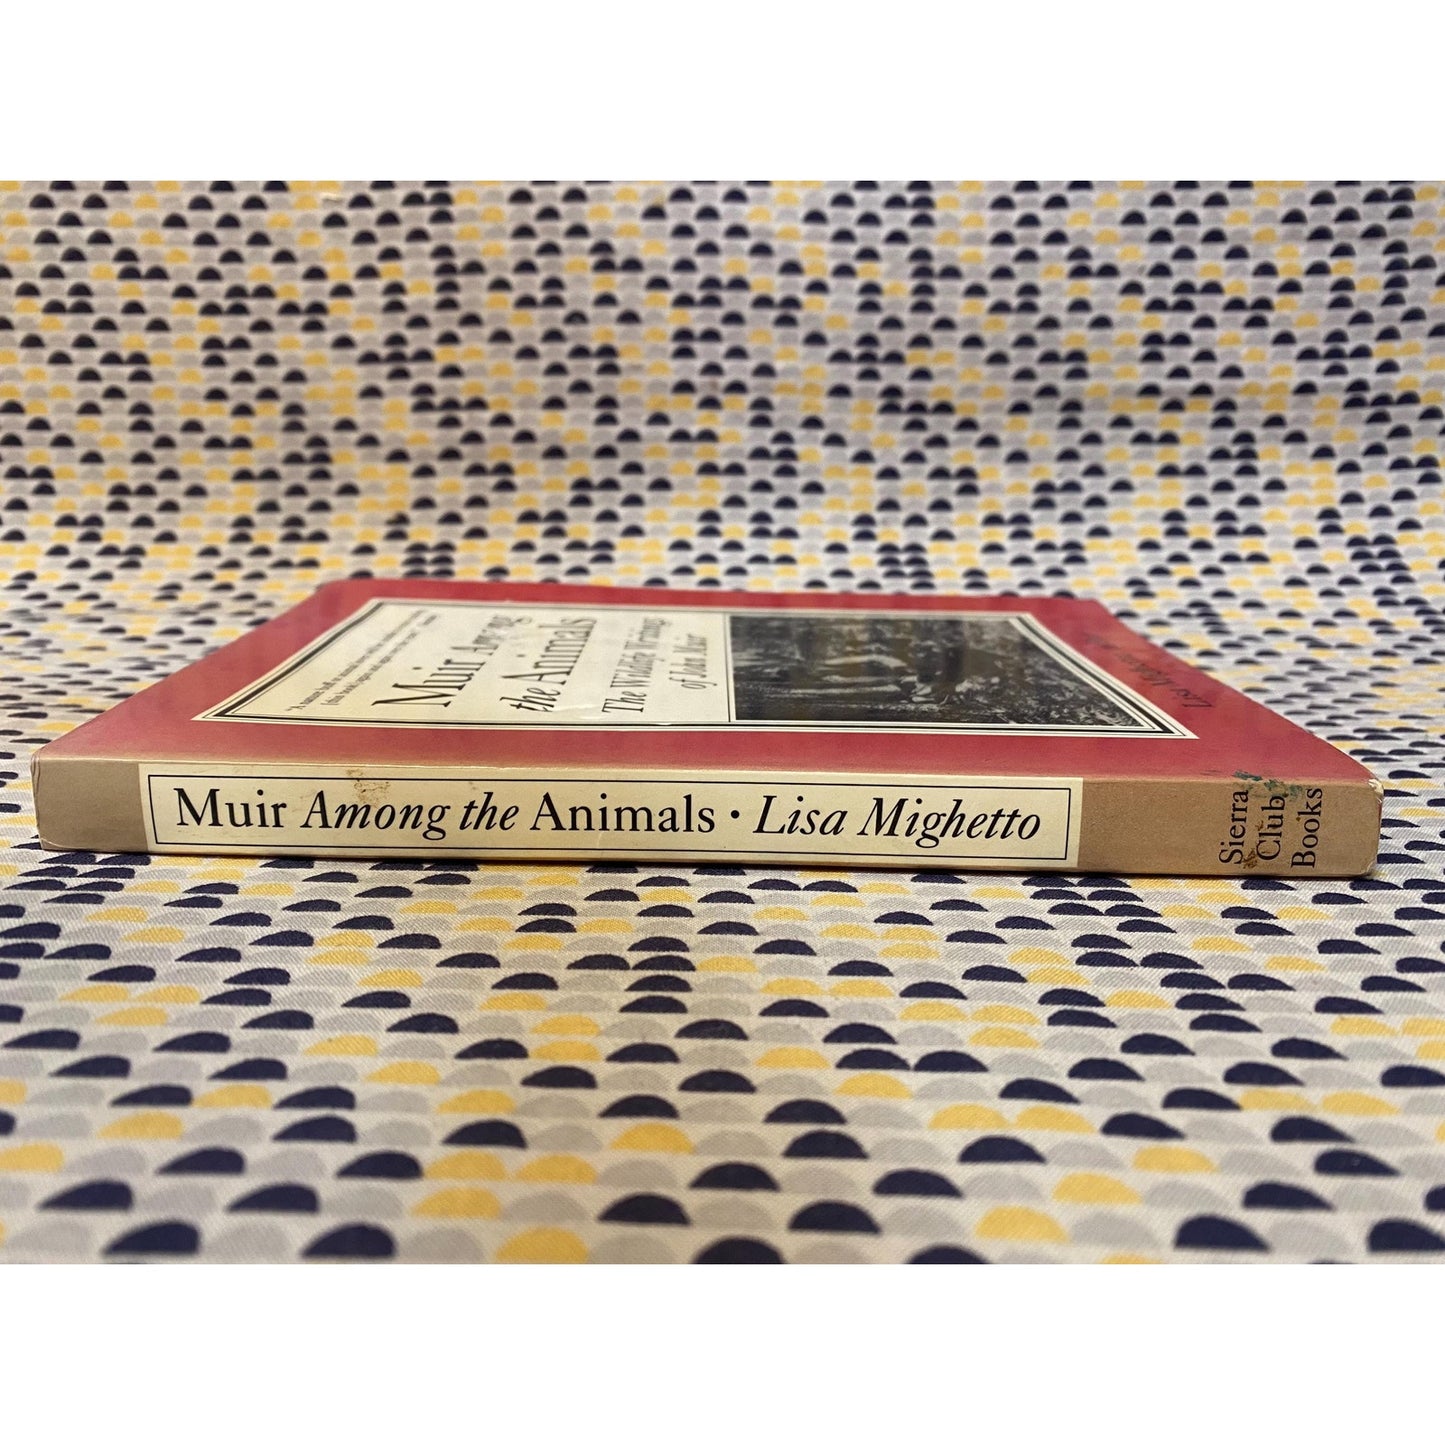 Muir Among
the Animals
The Wildlife Writings
of John Muir
Muir Among the Animals · Lisa Mighetto
Sierra
Club
Books